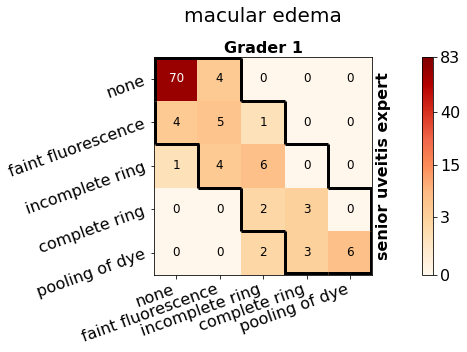 macular edema
Grader 1
none 70 4 0 0 0
faint fluorescence 4 5 1 0 0
incomplete ring 1 4 6 0 0
complete ring 0 0 2 3 0
pooling of dye 0 0 2 3 6
none
faint fluorescence
incomplete ring
complete ring
pooling of dye
senior uveitis expert
83
40
15
3
0